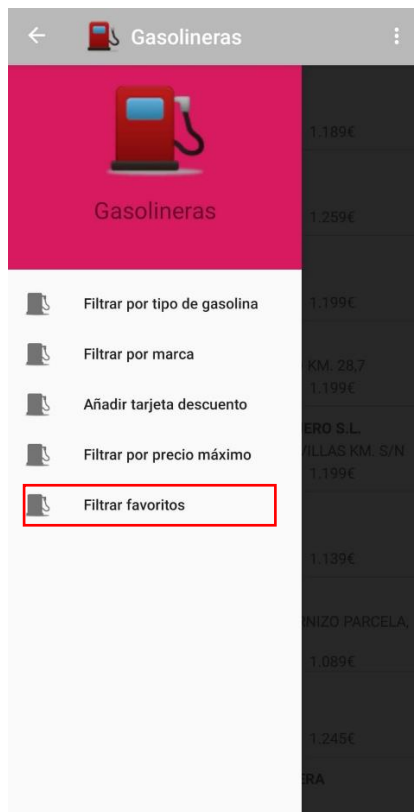 Gasolineras
Gasolineras
1.189€
1.259€
Filtrar por tipo de gasolina
1.199€
Filtrar por marca
KM. 28,7
1.199€
Añadir tarjeta descuento
ERO S.L.
VILLAS KM. S/N
Filtrar por precio máximo
1.199€
Filtrar favoritos
1.139€
NIZO PARCELA,
1.089€
1.245€
ERA